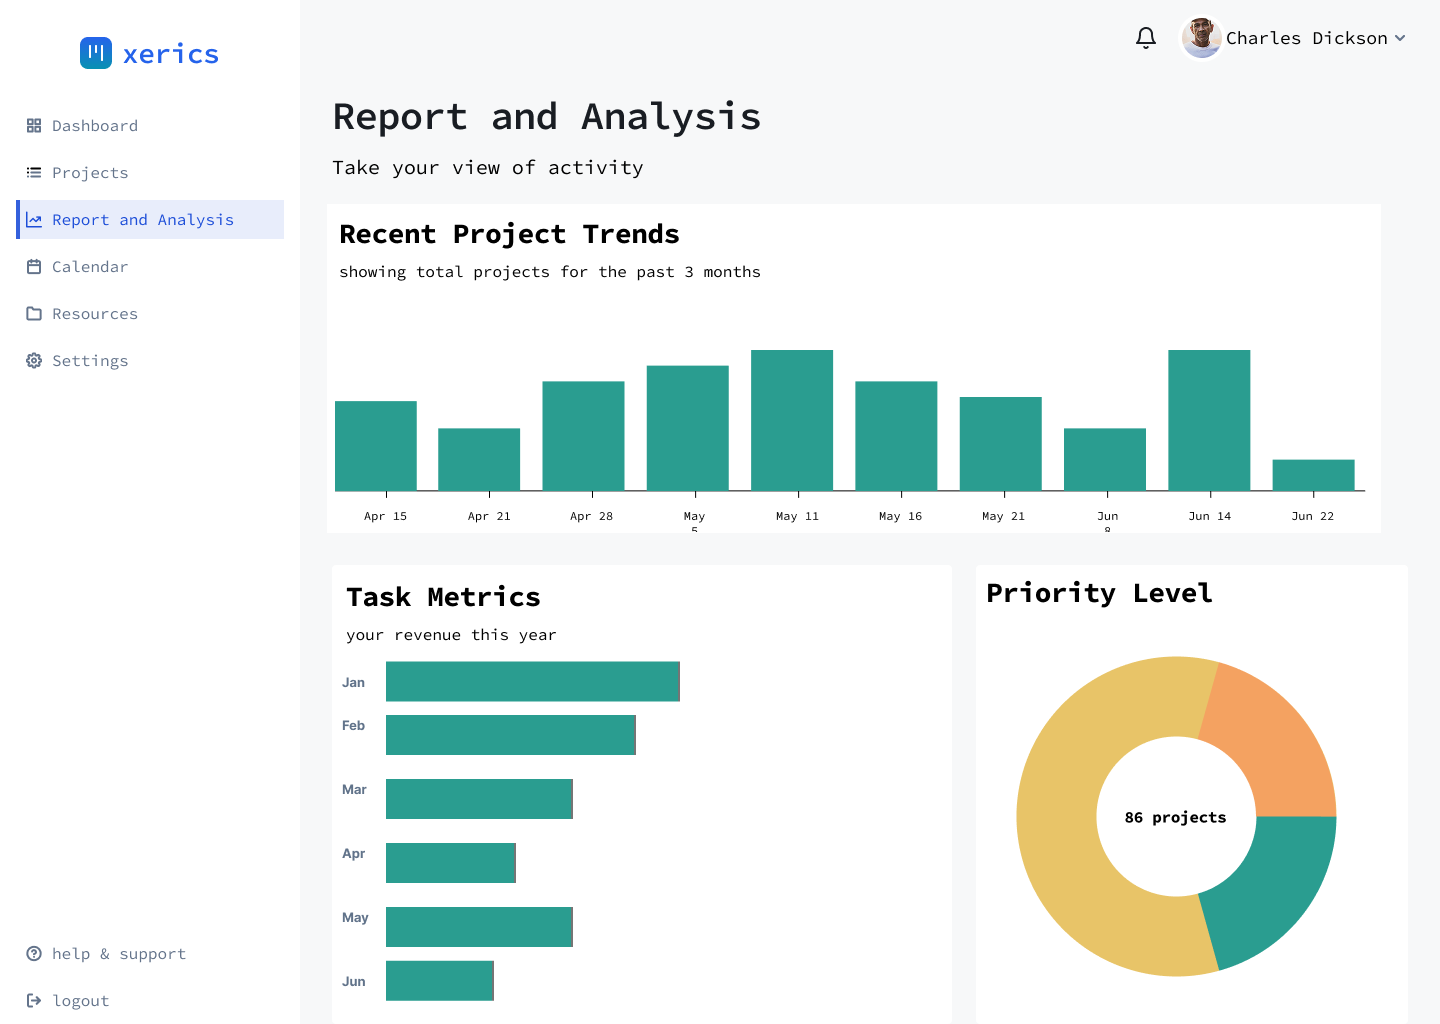 xerics
Charles Dickson
Dashboard
Projects
Report and Analysis
Calendar
Resources
Settings
help & support
logout
Report and Analysis
Take your view of activity
Recent Project Trends
showing total projects for the past 3 months
Apr 15
Apr 21
Apr 28
May
5
May 11
May 16
May 21
Jun
8
Jun 14
Jun 22
Task Metrics
your revenue this year
Jan
Feb
Mar
Apr
May
Jun
Priority Level
86 projects